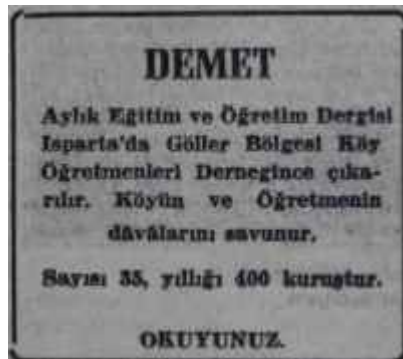 DEMET
Aylık Eğitim ve Öğretim Dergisi
Isparta'da Göller Bölgesi Köy
Öğretmenleri Dernegince çıka-
rılır. Köyün ve Öğretmenin
dâvâlarını savunur.
Sayısı 35, yıllığı 400 kuruştur.
OKUYUNUZ.